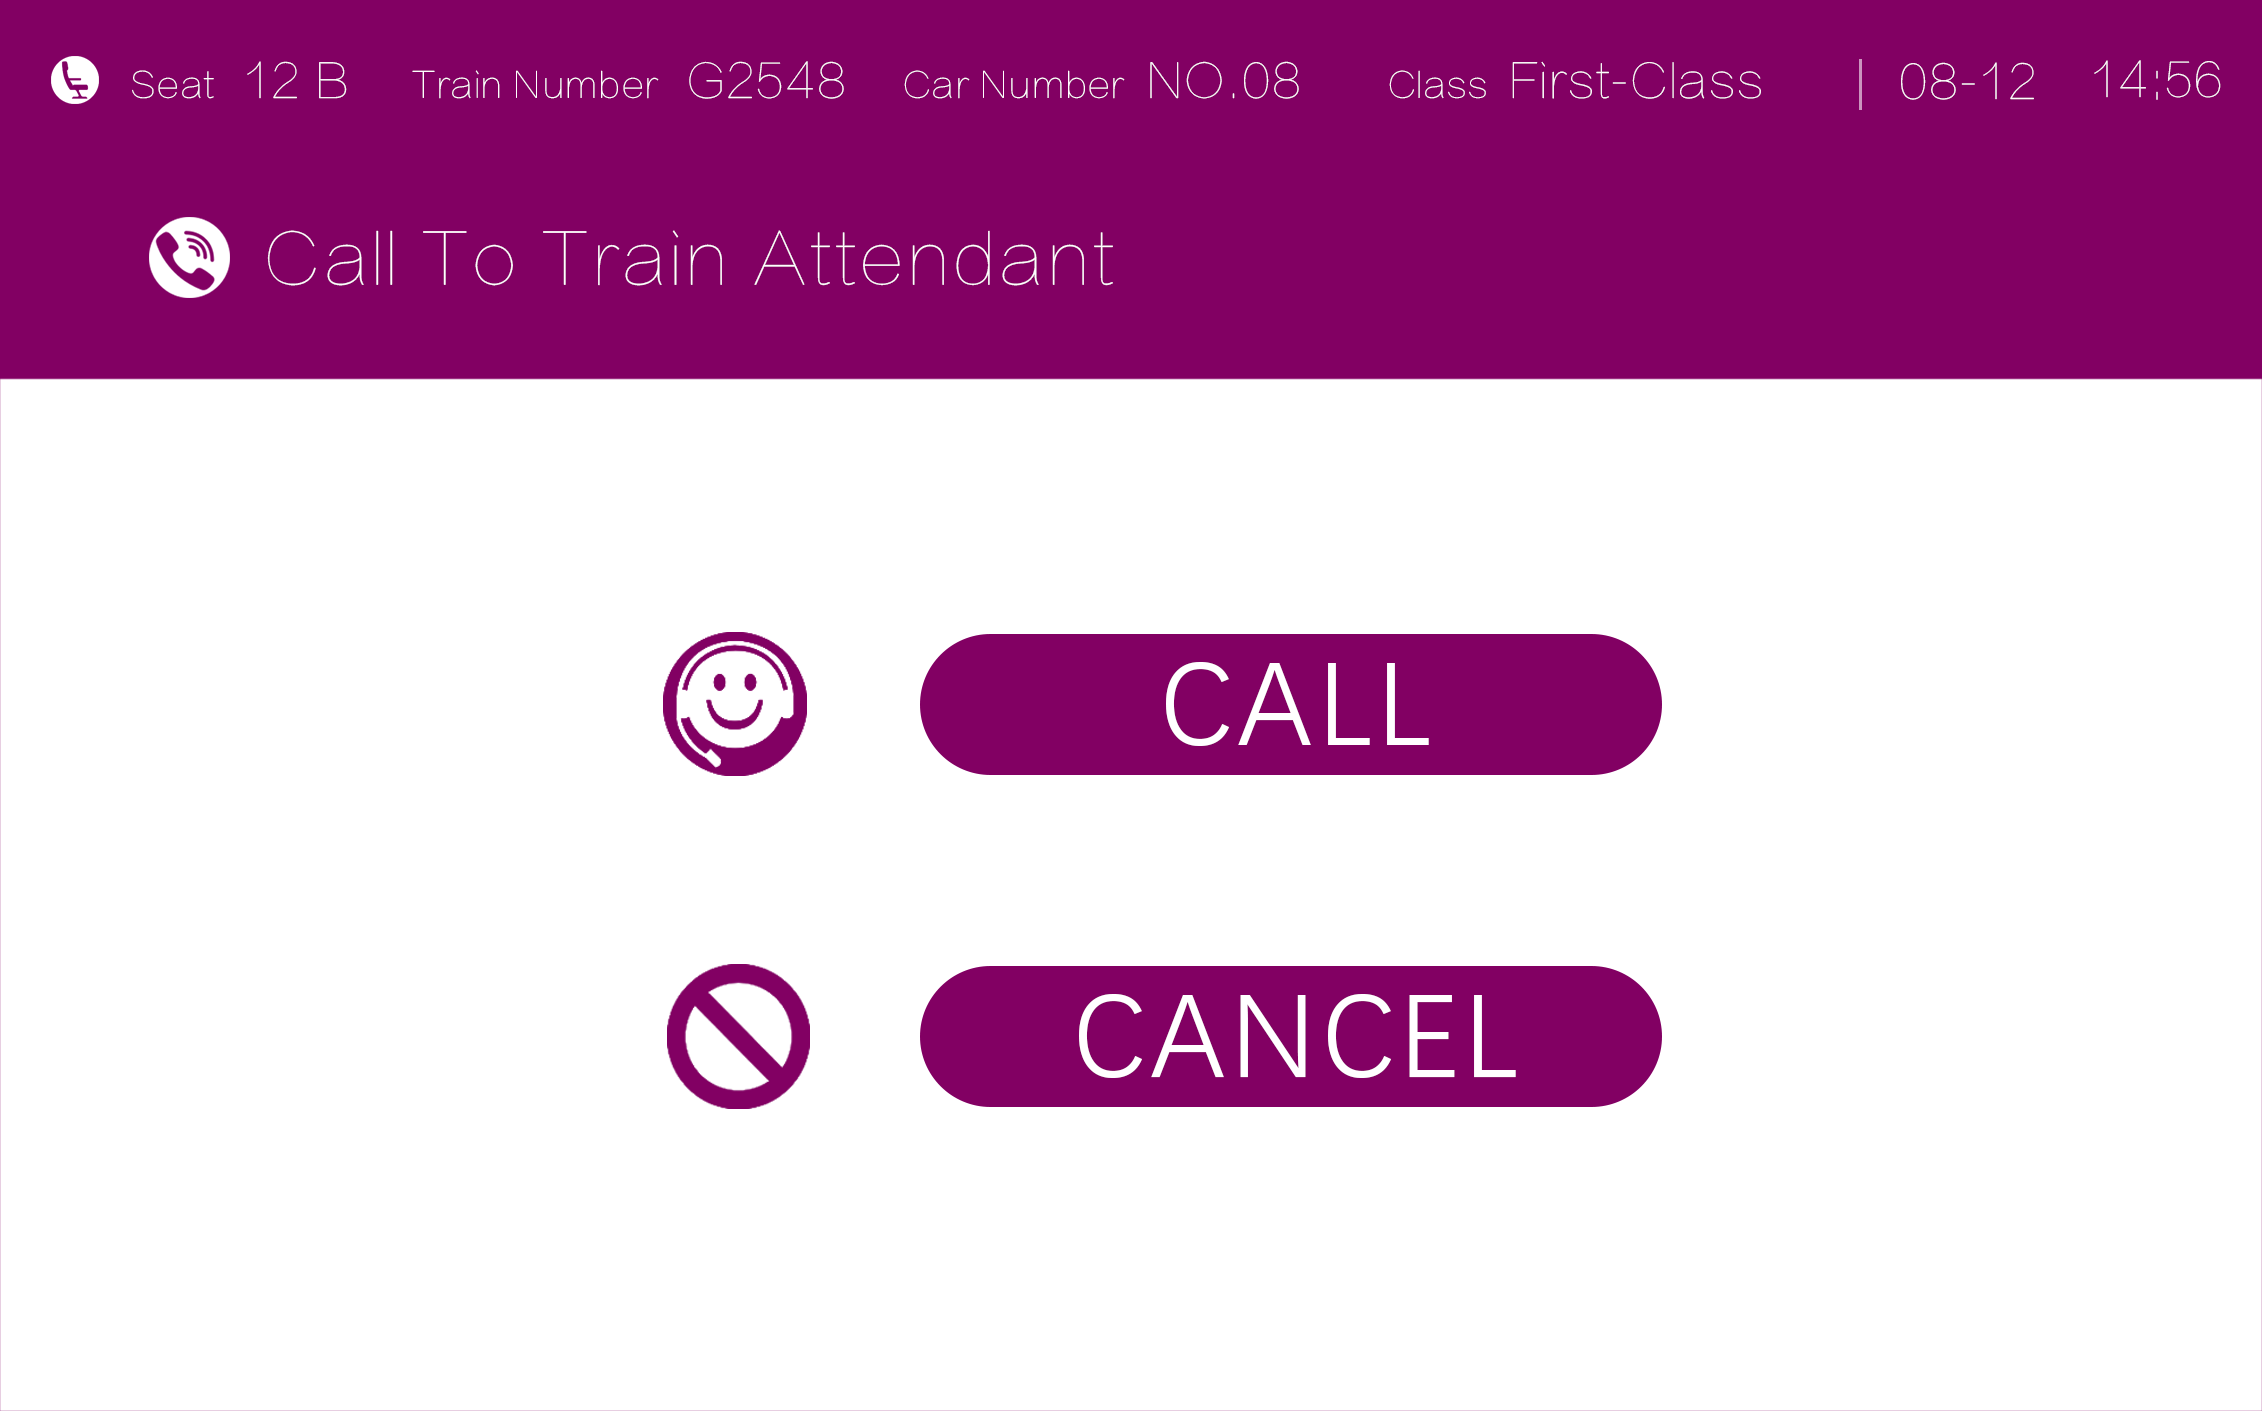 Seat 12 B Train Number G2548 Car Number NO.08 Class First-Class | 08-12 14:56
Call To Train Attendant
CALL
CANCEL